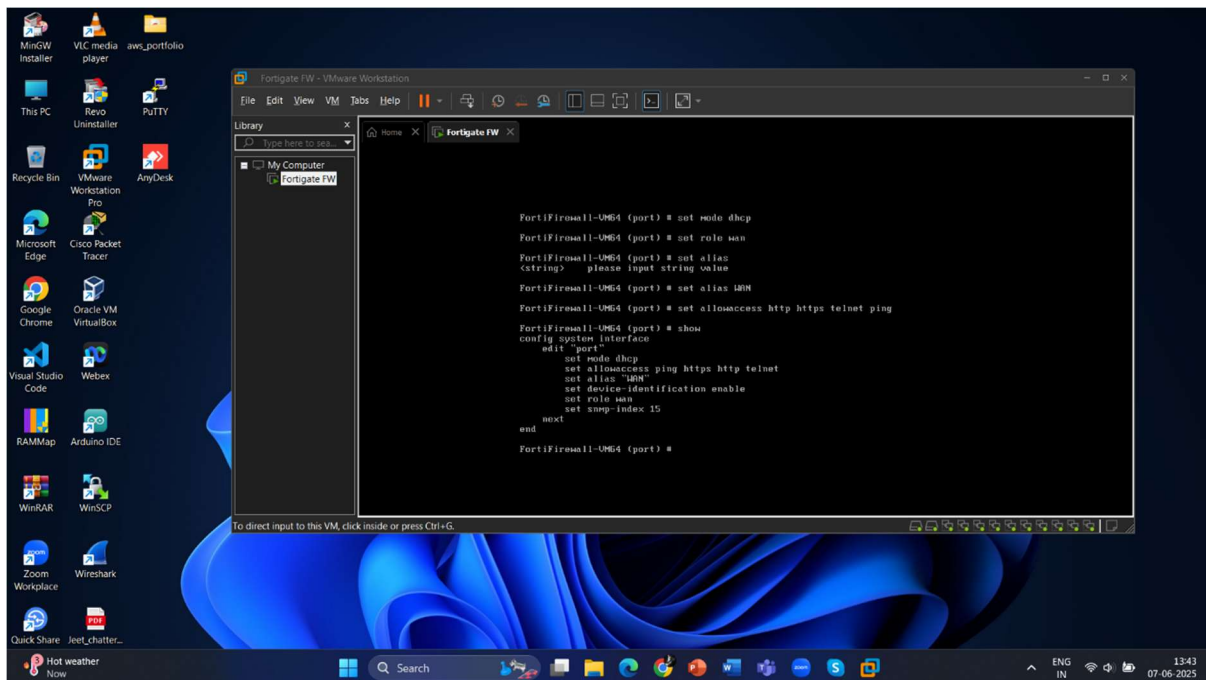 MinGW
Installer
VLC media
player
aws_portfolio
This PC
Revo
Uninstaller
PuTTY
Recycle Bin
VMware
Workstation
Pro
AnyDesk
Microsoft
Edge
Cisco Packet
Tracer
Google
Chrome
Oracle VM
VirtualBox
Visual Studio
Code
Webex
RAMMap
Arduino IDE
WinRAR
WinSCP
zoom
Zoom
Workplace
Wireshark
Quick Share
PDF
Jeet_chatter...
Fortigate FW - VMware Workstation
File Edit View VM Tabs Help
Library
Type here to sea...
My Computer
Fortigate FW
Home
Fortigate FW
FortiFirewall-VM64 (port) # set mode dhcp
FortiFirewall-VM64 (port) # set role wan
FortiFirewall-VM64 (port) # set alias
<string> please input string value
FortiFirewall-VM64 (port) # set alias WAN
FortiFirewall-VM64 (port) # set allowaccess http https telnet ping
FortiFirewall-VM64 (port) # show
config system interface
edit "port"
set mode dhcp
set allowaccess ping https http telnet
set alias "WAN"
set device-identification enable
set role wan
set snmp-index 15
next
end
FortiFirewall-VM64 (port) #
To direct input to this VM, click inside or press Ctrl+G.
3
Hot weather
Now
Search
zoom
ENG
IN
13:43
07-06-2025